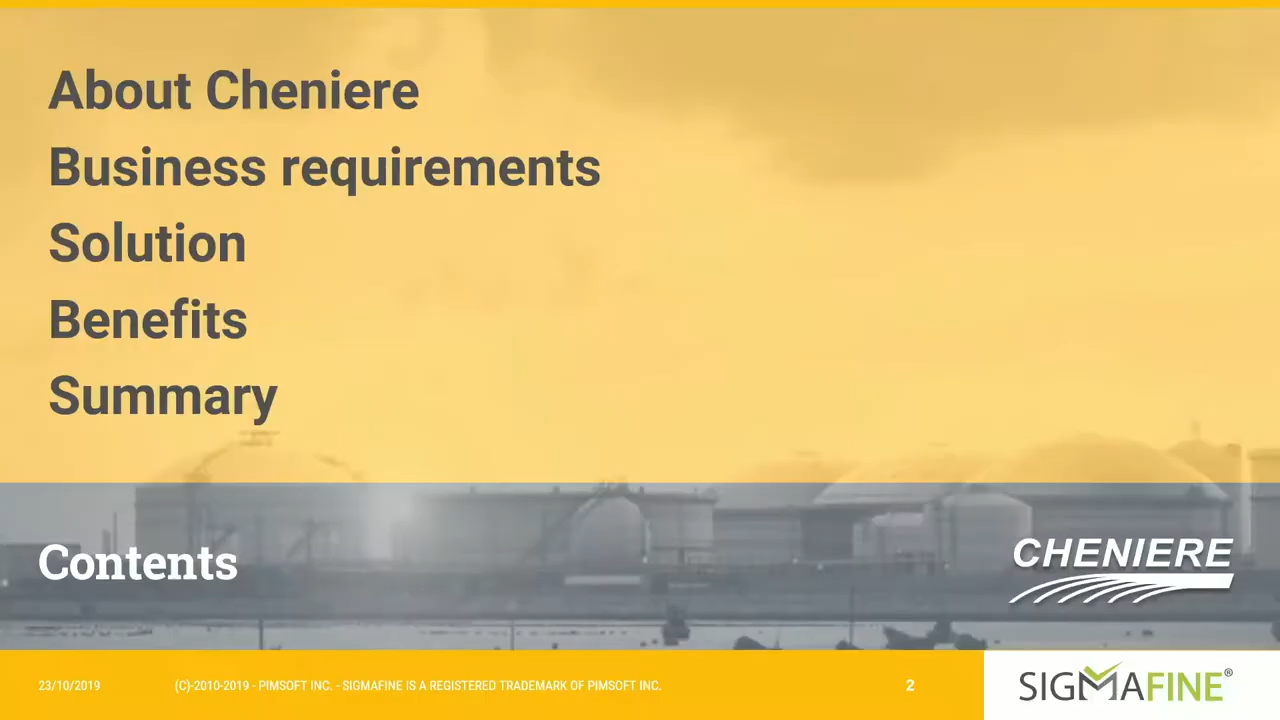 About Cheniere
Business requirements
Solution
Benefits
Summary
Contents
CHENIERE
23/10/2019
(C)-2010-2019 - PIMSOFT INC. - SIGMAFINE IS A REGISTERED TRADEMARK OF PIMSOFT INC.
2
SIGMAFINE®